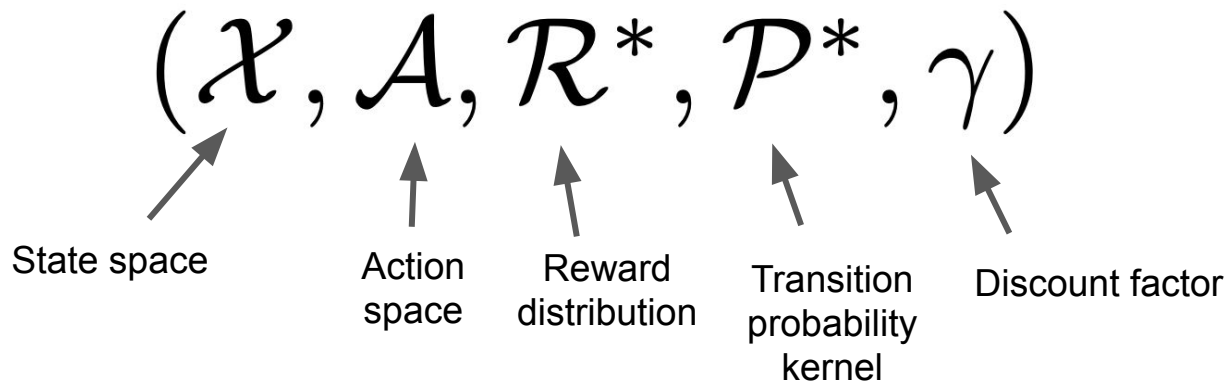 (𝒳, 𝒜, ℛ*, 𝒫*, γ)
State space
Action
space
Reward
distribution
Transition
probability
kernel
Discount factor